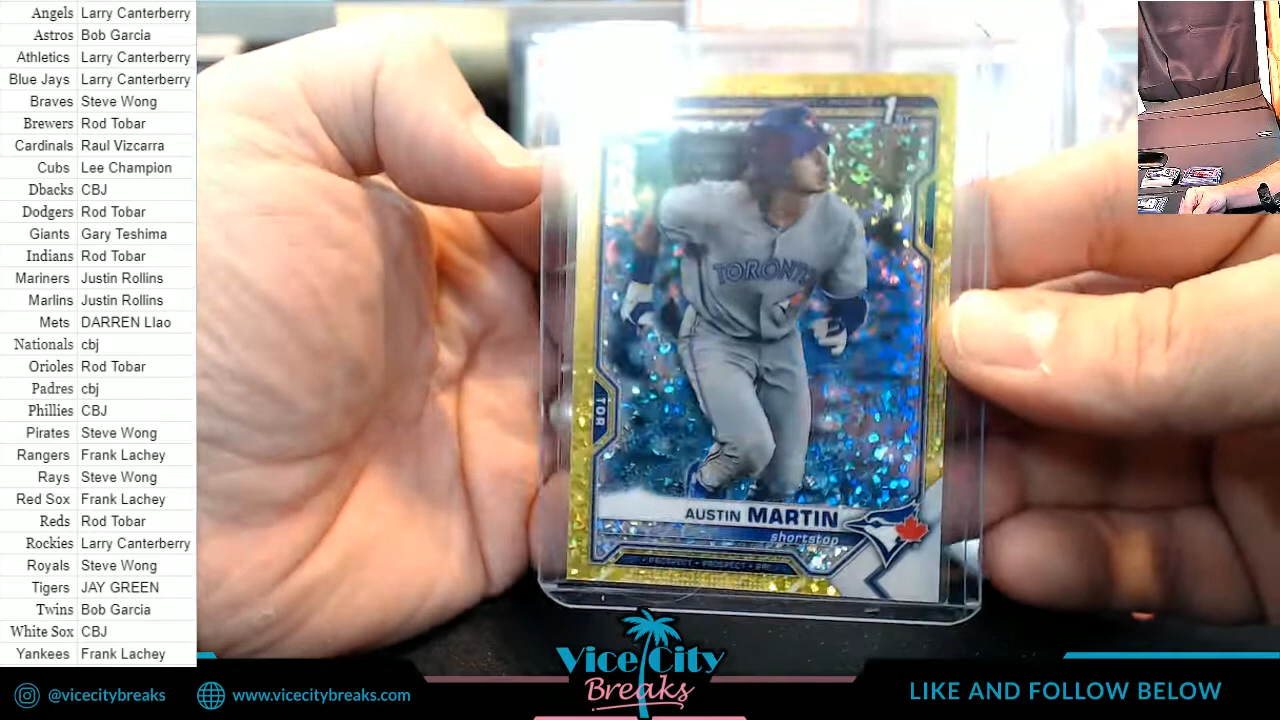 Angels Larry Canterberry
Astros Bob Garcia
Athletics Larry Canterberry
Blue Jays Larry Canterberry
Braves Steve Wong
Brewers Rod Tobar
Cardinals Raul Vizcarra
Cubs Lee Champion
Dbacks CBJ
Dodgers Rod Tobar
Giants Gary Teshima
Indians Rod Tobar
Mariners Justin Rollins
Marlins Justin Rollins
Mets DARREN LIao
Nationals cbj
Orioles Rod Tobar
Padres cbj
Phillies CBJ
Pirates Steve Wong
Rangers Frank Lachey
Rays Steve Wong
Red Sox Frank Lachey
Reds Rod Tobar
Rockies Larry Canterberry
Royals Steve Wong
Tigers JAY GREEN
Twins Bob Garcia
White Sox CBJ
Yankees Frank Lachey
1st
TORONTO
TOR
AUSTIN MARTIN
shortstop
PROSPECT • PROSPECT •
Vice City
Breaks
@vicecitybreaks
www.vicecitybreaks.com
LIKE AND FOLLOW BELOW